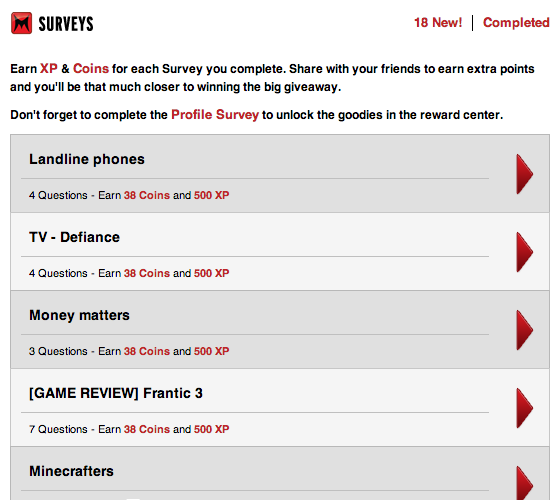 SURVEYS
18 New! | Completed
Earn XP & Coins for each Survey you complete. Share with your friends to earn extra points
and you'll be that much closer to winning the big giveaway.
Don't forget to complete the Profile Survey to unlock the goodies in the reward center.
Landline phones
4 Questions - Earn 38 Coins and 500 XP
TV - Defiance
4 Questions - Earn 38 Coins and 500 XP
Money matters
3 Questions - Earn 38 Coins and 500 XP
[GAME REVIEW] Frantic 3
7 Questions - Earn 38 Coins and 500 XP
Minecrafters